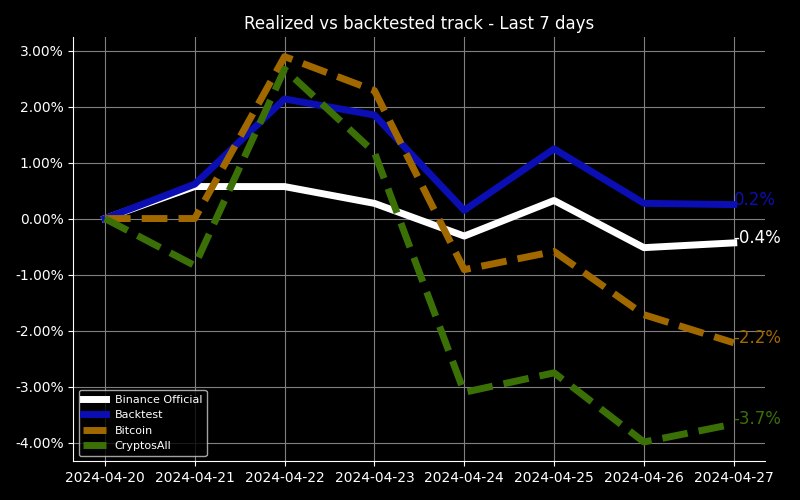 Realized vs backtested track - Last 7 days
3.00%
2.00%
1.00%
0.00%
-1.00%
-2.00%
-3.00%
-4.00%
0.2%
-0.4%
-2.2%
-3.7%
Binance Official
Backtest
Bitcoin
CryptosAll
2024-04-20 2024-04-21 2024-04-22 2024-04-23 2024-04-24 2024-04-25 2024-04-26 2024-04-27